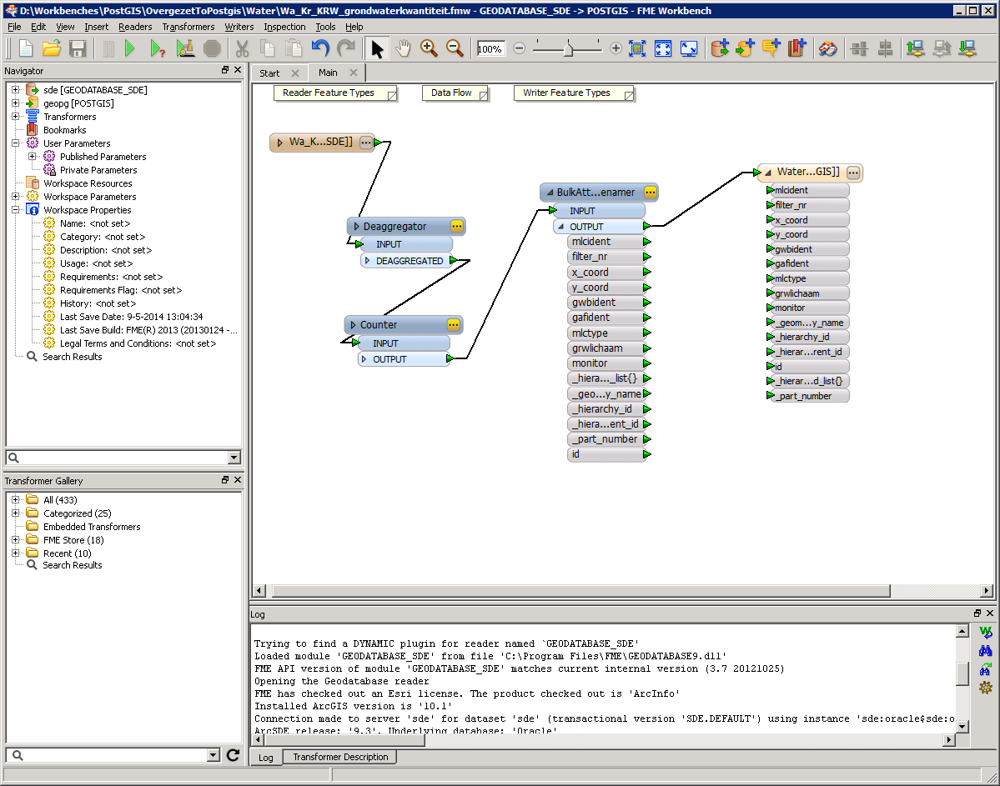 D:\Workbenches\PostGIS\OvergezetToPostgis\Water\Wa_Kr_KRW_grondwaterkwantiteit.fmw - GEODATABASE_SDE -> POSTGIS - FME Workbench
File Edit View Insert Readers Transformers Writers Inspection Tools Help
100%
Navigator
sde [GEODATABASE_SDE]
geopg [POSTGIS]
Transformers
Bookmarks
User Parameters
Published Parameters
Private Parameters
Workspace Resources
Workspace Parameters
Workspace Properties
Name: <not set>
Category: <not set>
Description: <not set>
Usage: <not set>
Requirements: <not set>
Requirements Flag: <not set>
History: <not set>
Last Save Date: 9-5-2014 13:04:34
Last Save Build: FME(R) 2013 (20130124 -...
Legal Terms and Conditions: <not set>
Search Results
Transformer Gallery
All (433)
Categorized (25)
Embedded Transformers
FME Store (18)
Recent (10)
Search Results
Start
Main
Reader Feature Types
Data Flow
Writer Feature Types
Wa_K...SDE]]
Deaggregator
INPUT
DEAGGREGATED
Counter
INPUT
OUTPUT
BulkAtt...enamer
INPUT
OUTPUT
mlcident
filter_nr
x_coord
y_coord
gwbident
gafident
mlctype
grwlichaam
monitor
_hiera..._list{}
_geo...y_name
_hierarchy_id
_hiera...ent_id
_part_number
id
Water...GIS]]
mlcident
filter_nr
x_coord
y_coord
gwbident
gafident
mlctype
grwlichaam
monitor
_geom...y_name
_hierarchy_id
_hierar...rent_id
id
_hierar...d_list{}
_part_number
Log
Trying to find a DYNAMIC plugin for reader named `GEODATABASE_SDE'
Loaded module 'GEODATABASE_SDE' from file 'C:\Program Files\FME\GEODATABASE9.dll'
FME API version of module 'GEODATABASE_SDE' matches current internal version (3.7 20121025)
Opening the Geodatabase reader
FME has checked out an Esri license. The product checked out is 'ArcInfo'
Installed ArcGIS version is '10.1'
Connection made to server 'sde' for dataset 'sde' (transactional version 'SDE.DEFAULT') using instance 'sde:oracle$sde:o
ArcSDE release: '9.3'. Underlying database: 'Oracle'
Log
Transformer Description